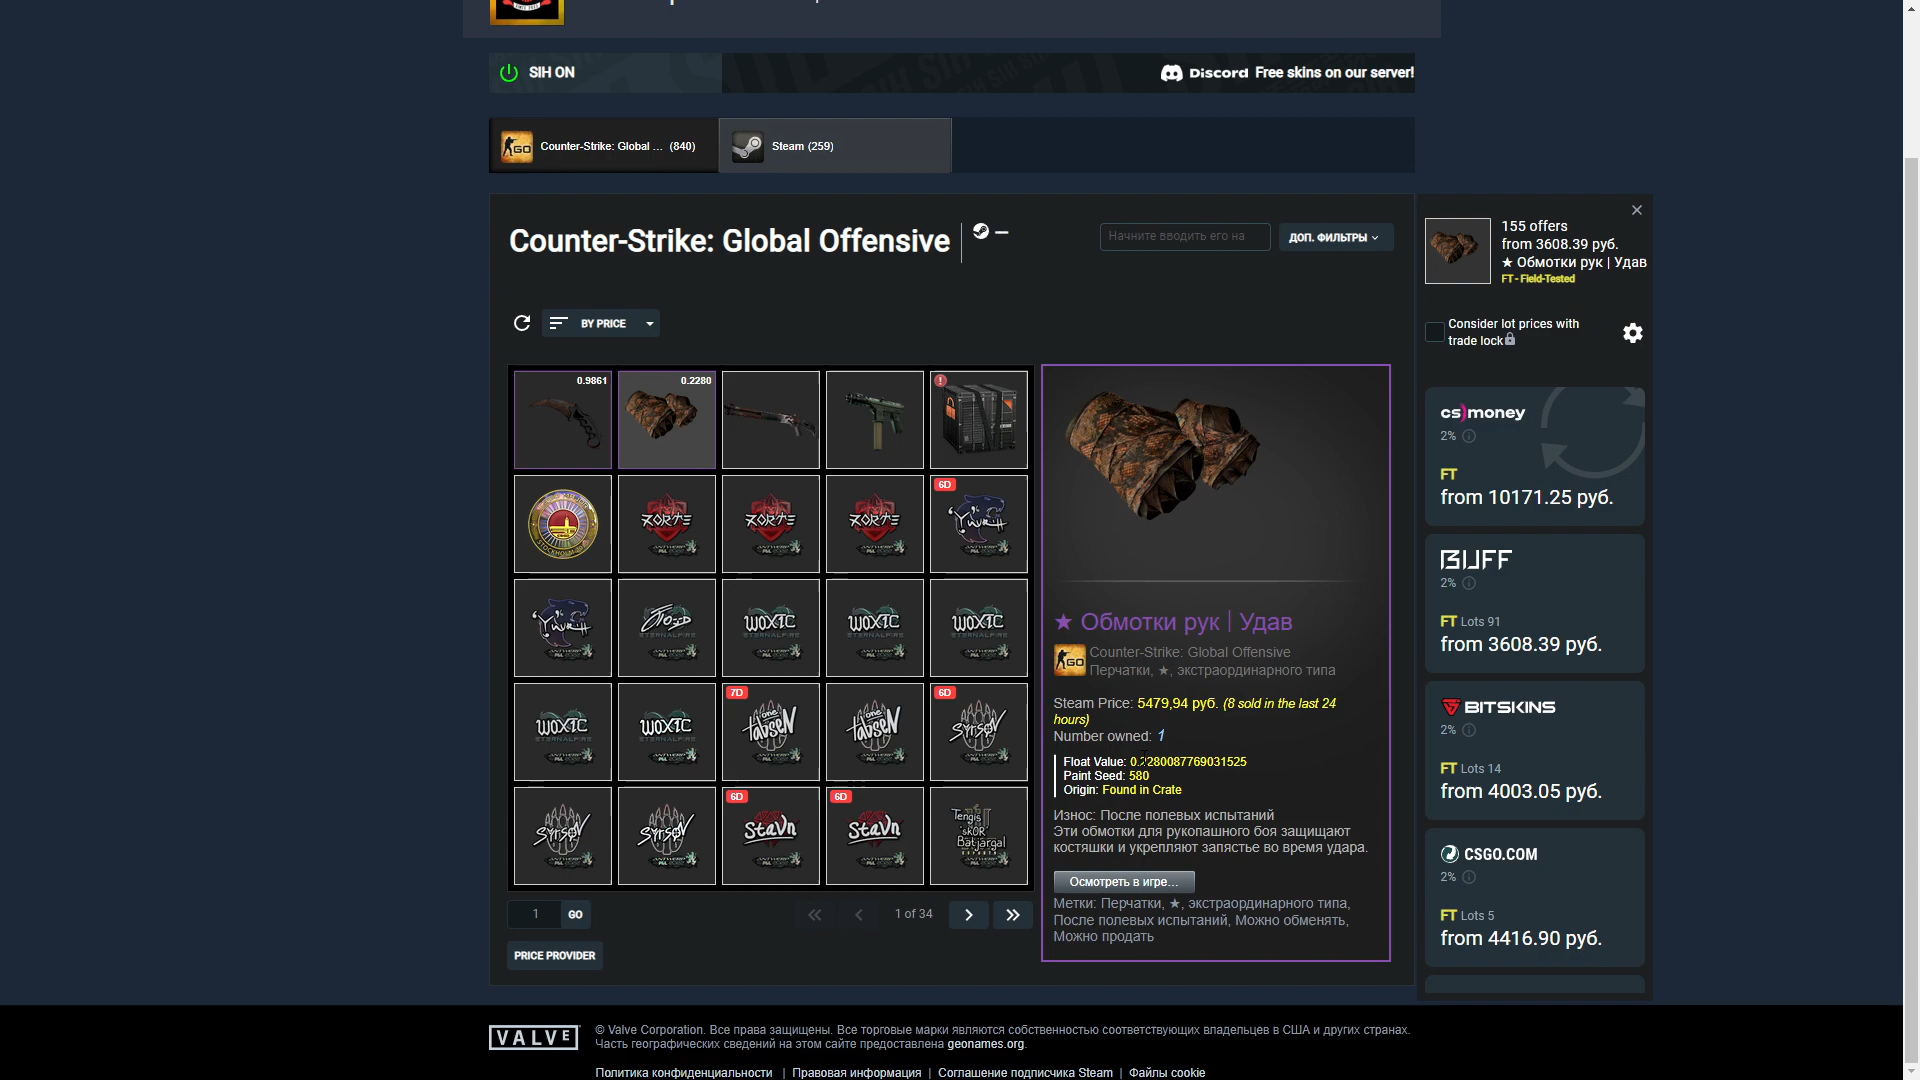 SIH ON
Discord Free skins on our server!
Counter-Strike: Global ... (840)
Steam (259)
Counter-Strike: Global Offensive
Начните вводить его на
ДОП. ФИЛЬТРЫ
BY PRICE
0.9861
0.2280
6D
7D
6D
6D
6D
1
GO
1 of 34
PRICE PROVIDER
★ Обмотки рук | Удав
Counter-Strike: Global Offensive
Перчатки, ★, экстраординарного типа
Steam Price: 5479,94 руб. (8 sold in the last 24
hours)
Number owned: 1
Float Value: 0.2280087769031525
Paint Seed: 580
Origin: Found in Crate
Износ: После полевых испытаний
Эти обмотки для рукопашного боя защищают
костяшки и укрепляют запястье во время удара.
Осмотреть в игре...
Метки: Перчатки, ★, экстраординарного типа,
После полевых испытаний, Можно обменять,
Можно продать
155 offers
from 3608.39 руб.
★ Обмотки рук | Удав
FT - Field-Tested
Consider lot prices with
trade lock
cs)money
2%
FT
from 10171.25 руб.
BUFF
2%
FT Lots 91
from 3608.39 руб.
BITSKINS
2%
FT Lots 14
from 4003.05 руб.
CSGO.COM
2%
FT Lots 5
from 4416.90 руб.
VALVE
© Valve Corporation. Все права защищены. Все торговые марки являются собственностью соответствующих владельцев в США и других странах.
Часть географических сведений на этом сайте предоставлена geonames.org.
Политика конфиденциальности | Правовая информация | Соглашение подписчика Steam | Файлы cookie